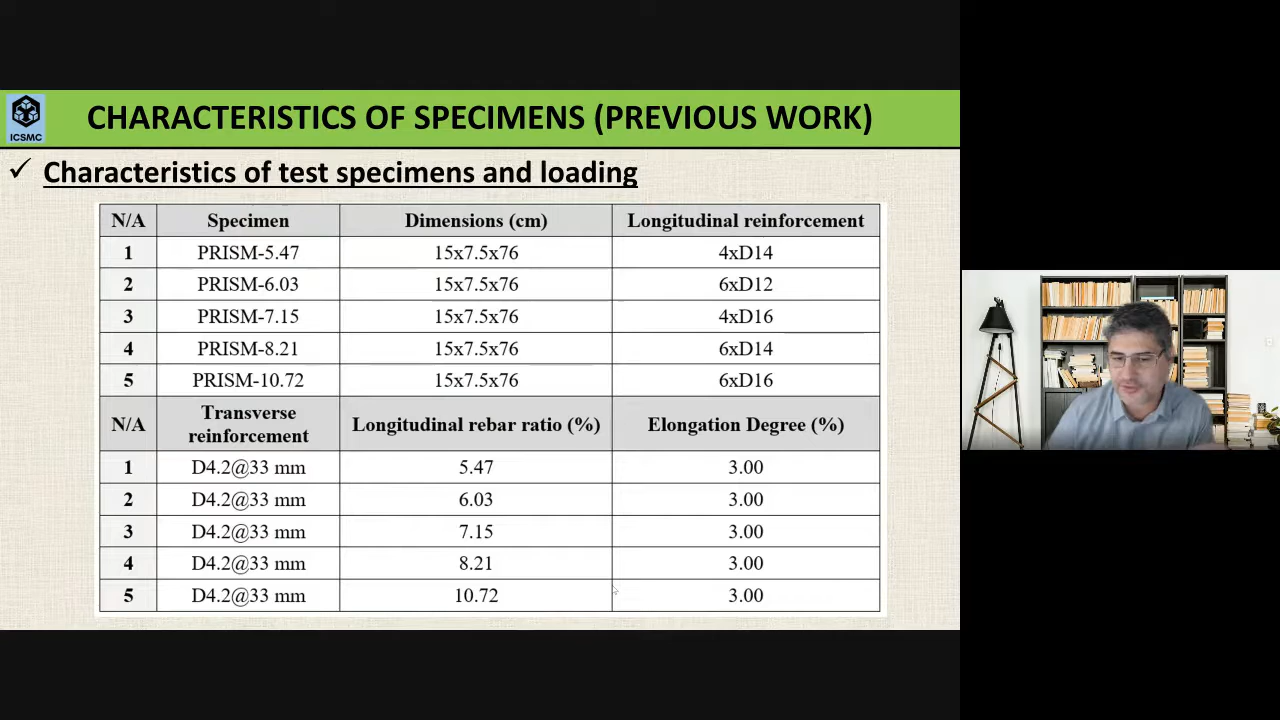 ICSMC
CHARACTERISTICS OF SPECIMENS (PREVIOUS WORK)
✓ Characteristics of test specimens and loading
N/A Specimen Dimensions (cm) Longitudinal reinforcement
1 PRISM-5.47 15x7.5x76 4xD14
2 PRISM-6.03 15x7.5x76 6xD12
3 PRISM-7.15 15x7.5x76 4xD16
4 PRISM-8.21 15x7.5x76 6xD14
5 PRISM-10.72 15x7.5x76 6xD16
N/A Transverse reinforcement Longitudinal rebar ratio (%) Elongation Degree (%)
1 D4.2@33 mm 5.47 3.00
2 D4.2@33 mm 6.03 3.00
3 D4.2@33 mm 7.15 3.00
4 D4.2@33 mm 8.21 3.00
5 D4.2@33 mm 10.72 3.00